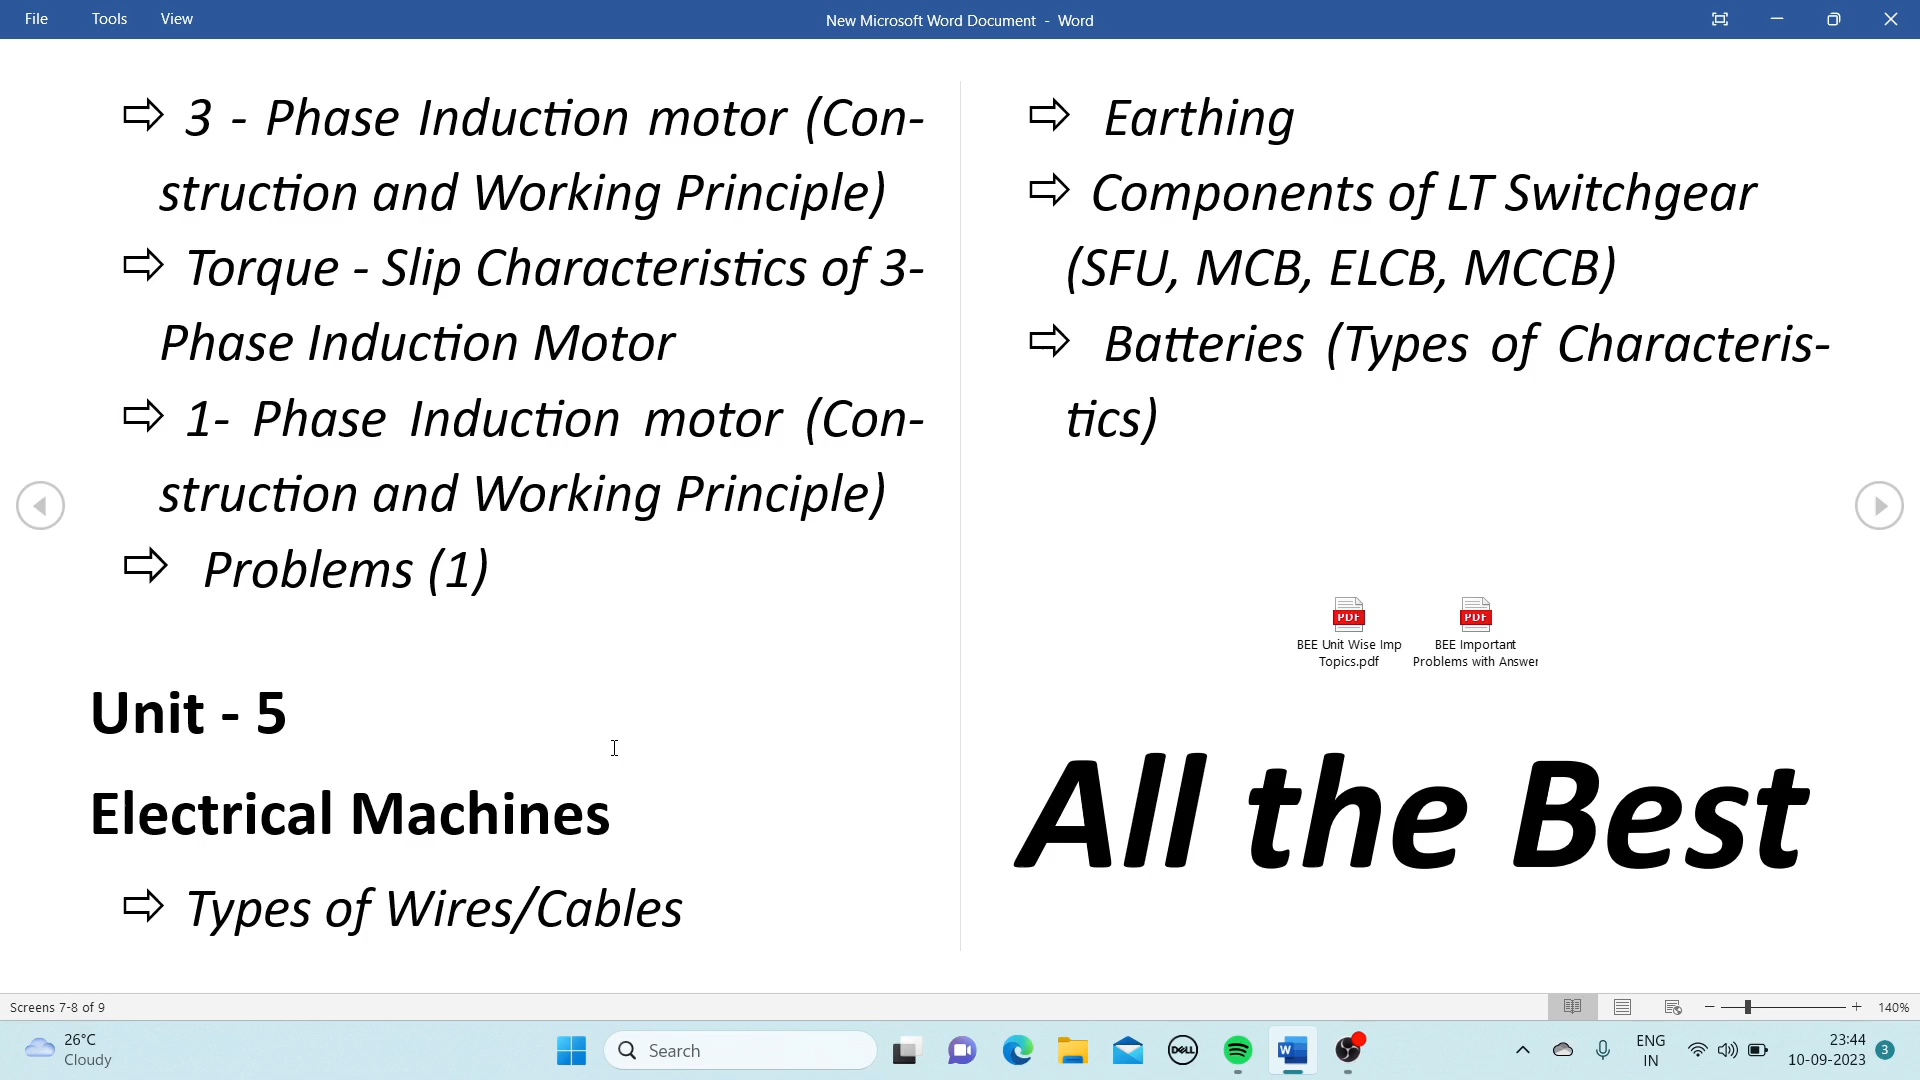 File Tools View
New Microsoft Word Document - Word
3 - Phase Induction motor (Con-
struction and Working Principle)
Torque - Slip Characteristics of 3-
Phase Induction Motor
1- Phase Induction motor (Con-
struction and Working Principle)
Problems (1)
Unit - 5
Electrical Machines
Types of Wires/Cables
Earthing
Components of LT Switchgear
(SFU, MCB, ELCB, MCCB)
Batteries (Types of Characteris-
tics)
PDF
BEE Unit Wise Imp
Topics.pdf
PDF
BEE Important
Problems with Answer
All the Best
Screens 7-8 of 9
140%
26°C
Cloudy
Search
DELL
W
ENG
IN
23:44
10-09-2023
3